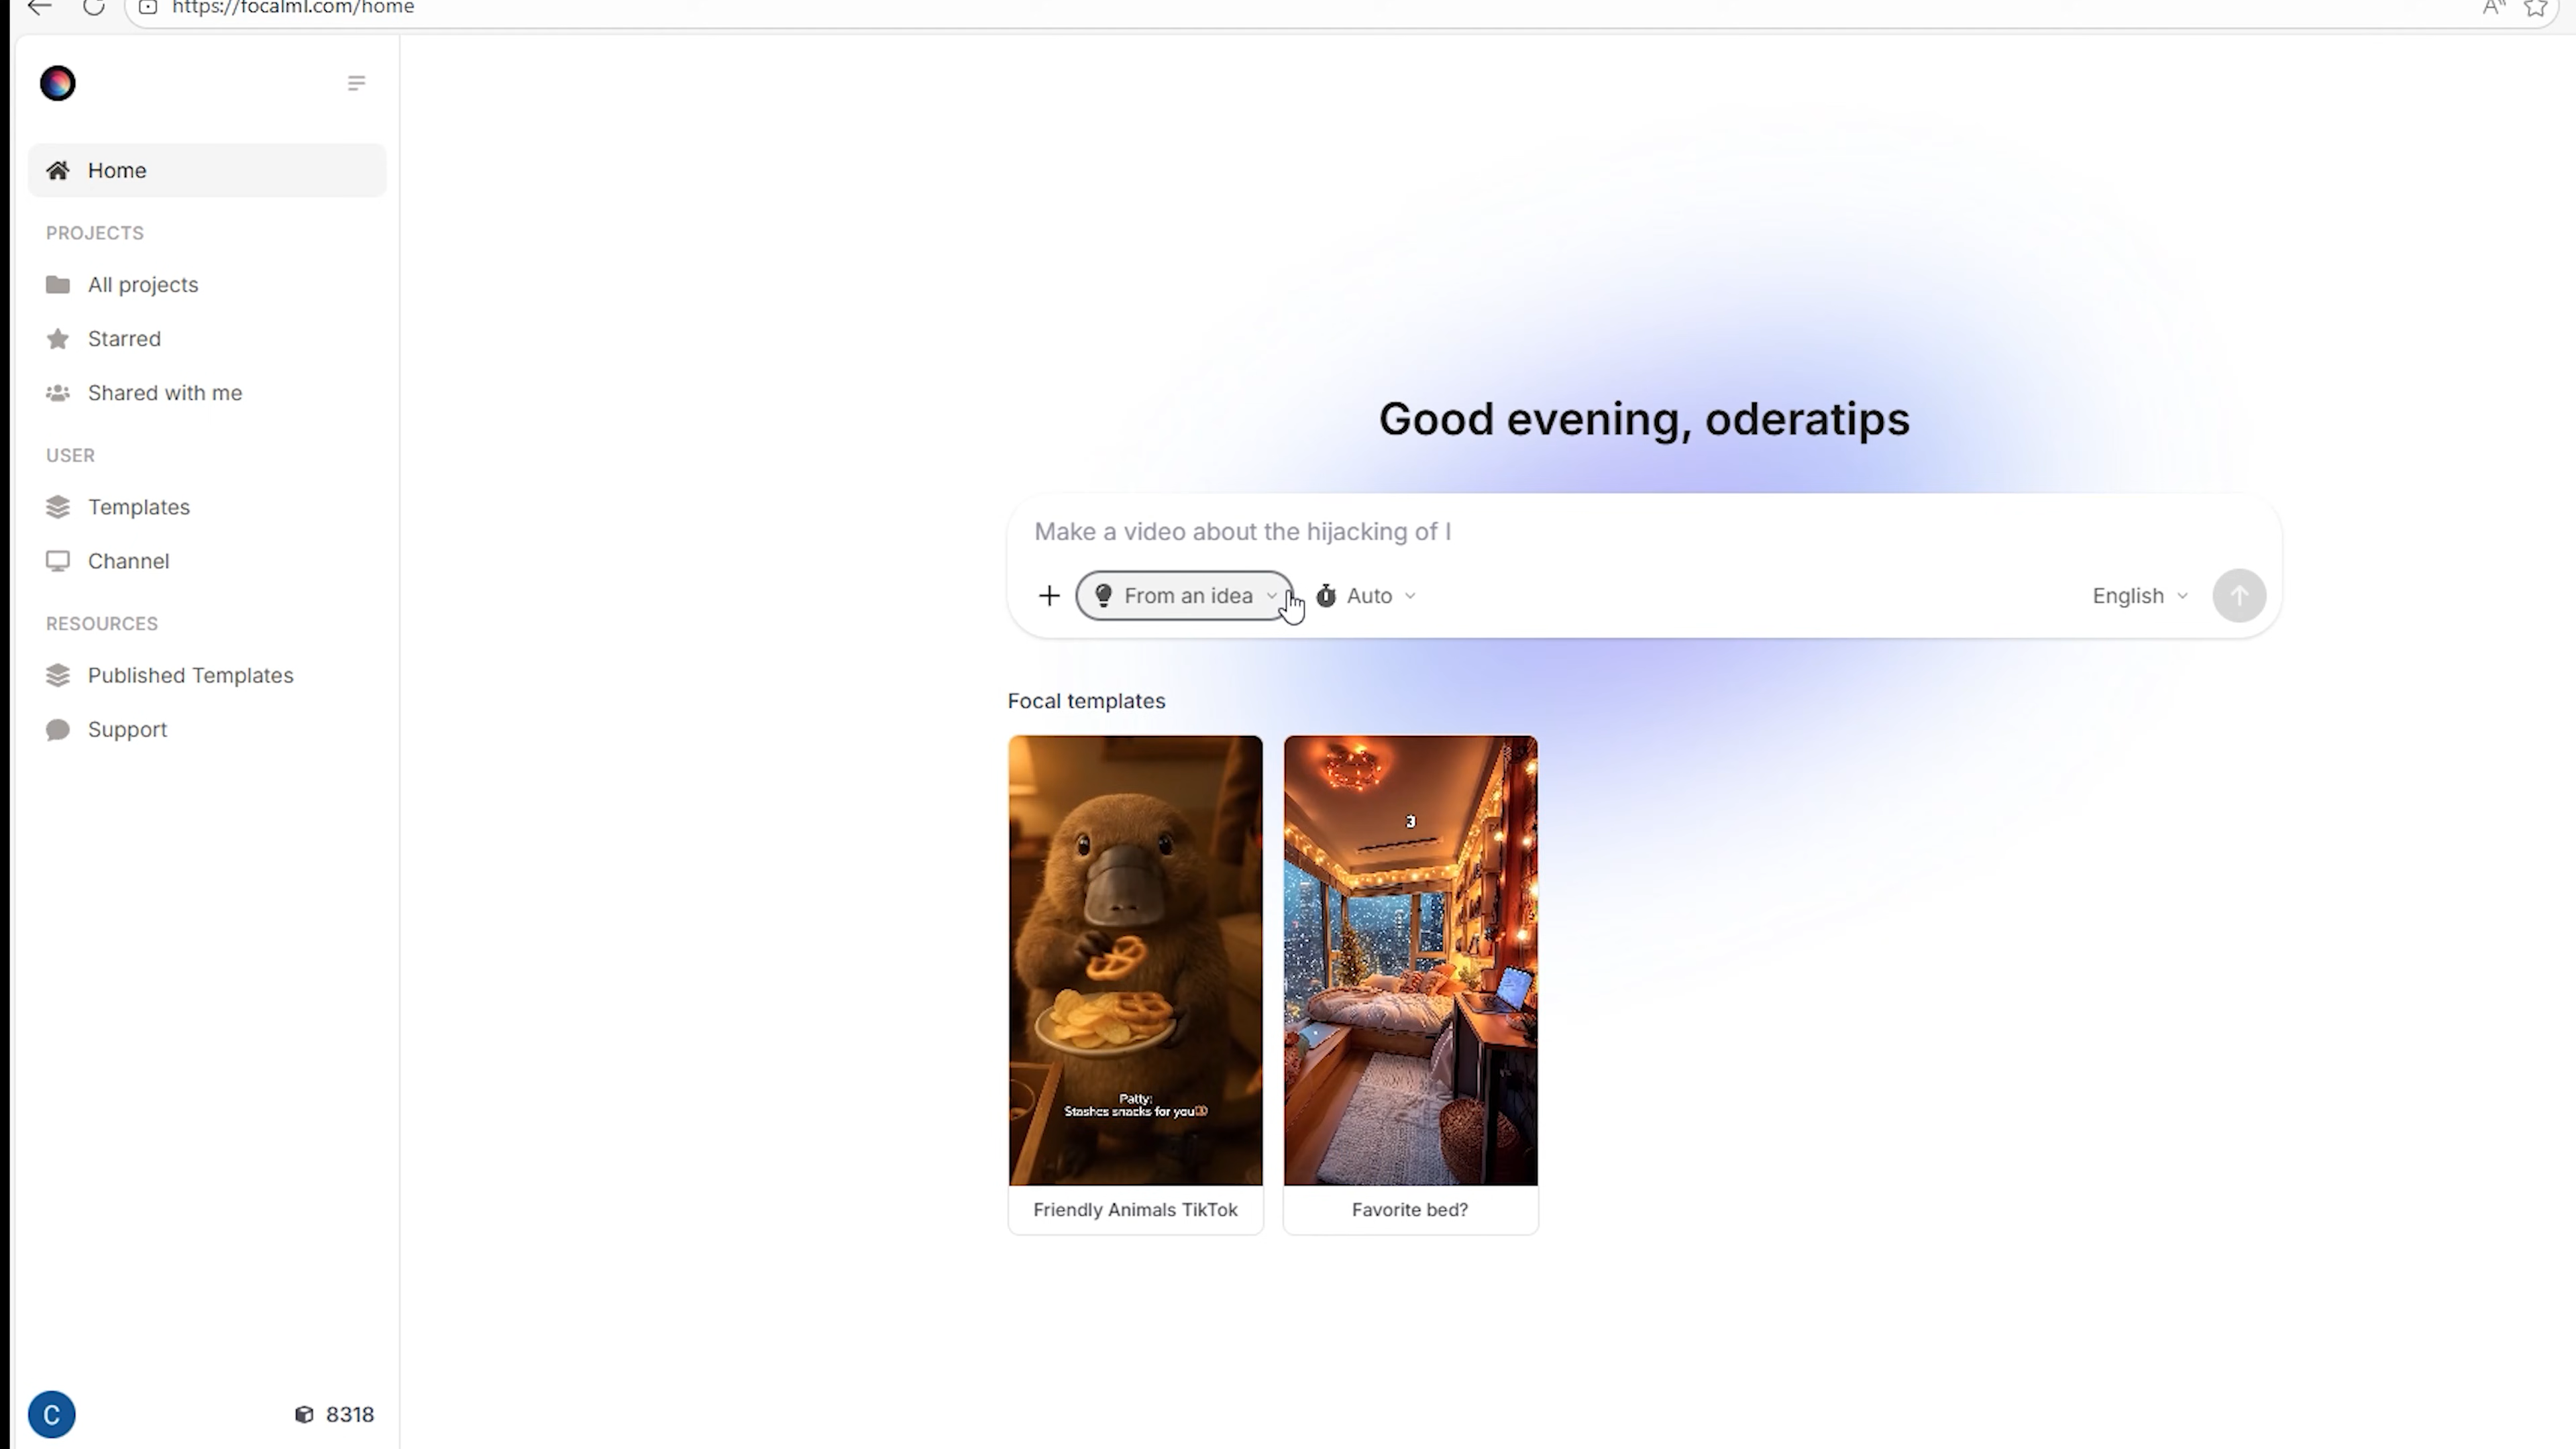 https://focalml.com/home
Home
PROJECTS
All projects
Starred
Shared with me
USER
Templates
Channel
RESOURCES
Published Templates
Support
C
8318
Good evening, oderatips
Make a video about the hijacking of l
From an idea
Auto
English
Focal templates
3
Patty:
Stashes snacks for you🥨
Friendly Animals TikTok
Favorite bed?